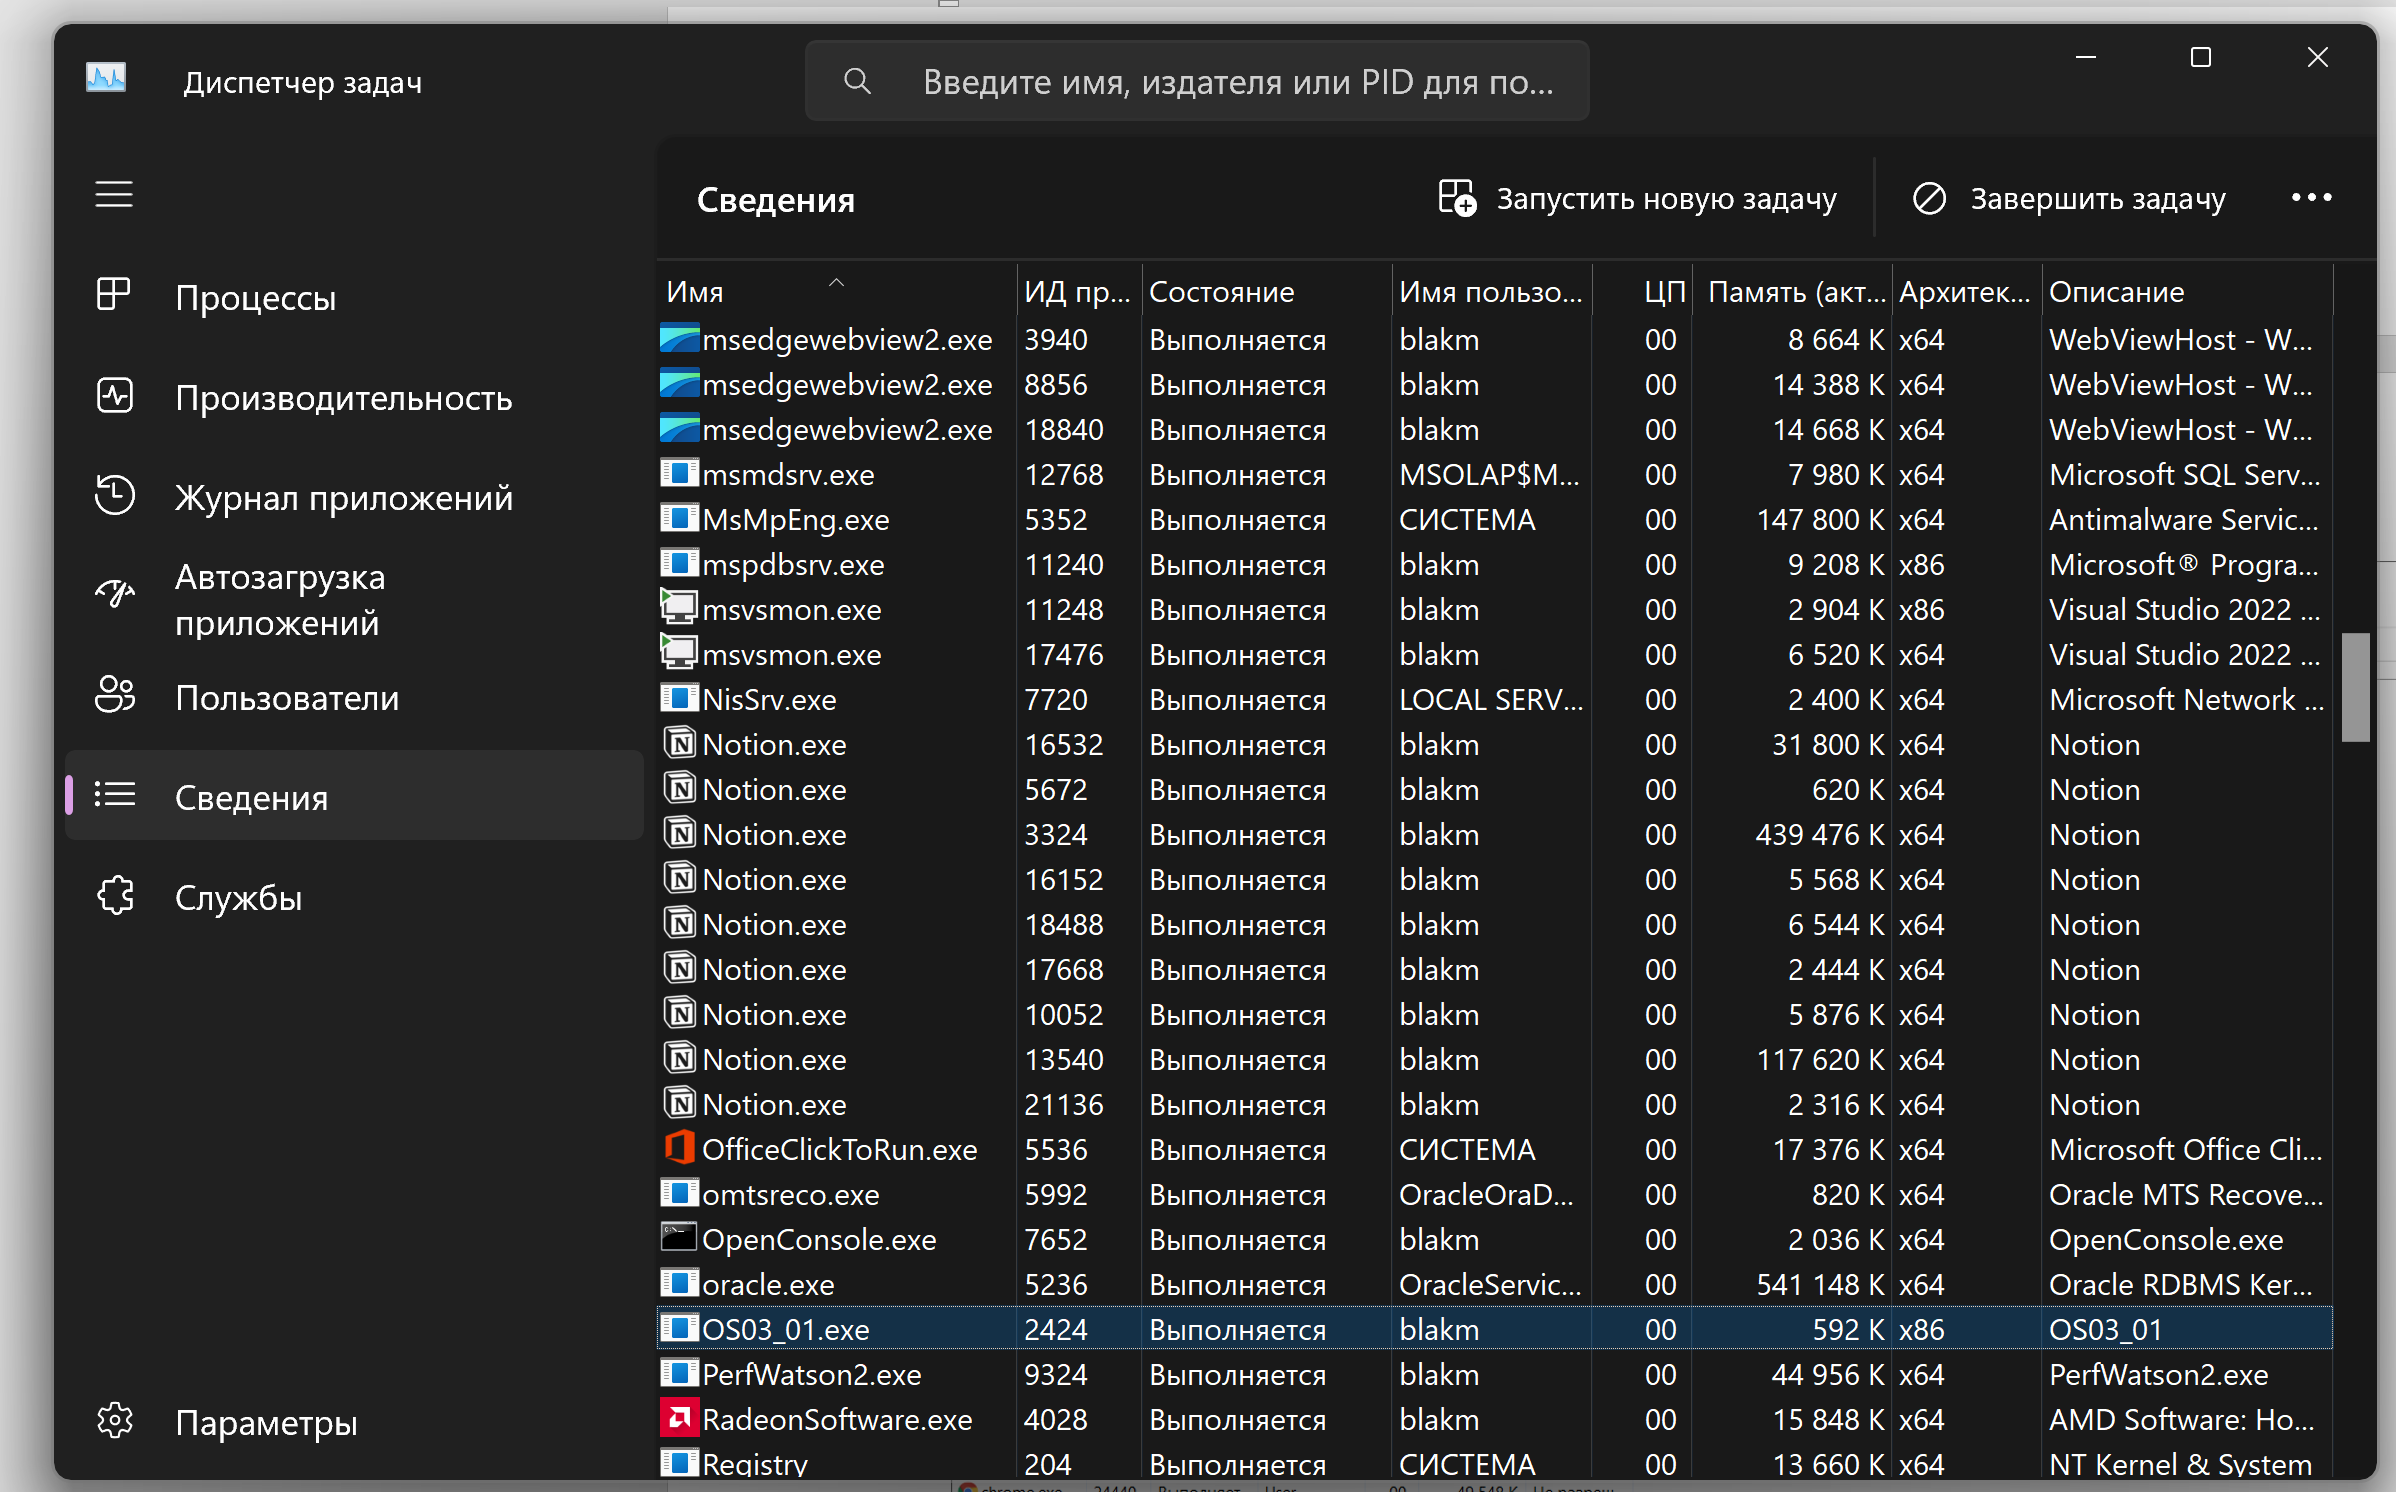 Диспетчер задач
Введите имя, издателя или PID для по...
Сведения
Запустить новую задачу
Завершить задачу
Процессы
Производительность
Журнал приложений
Автозагрузка
приложений
Пользователи
Сведения
Службы
Параметры
Имя ИД пр... Состояние Имя пользо... ЦП Память (акт... Архитек... Описание
msedgewebview2.exe 3940 Выполняется blakm 00 8 664 K x64 WebViewHost - W...
msedgewebview2.exe 8856 Выполняется blakm 00 14 388 K x64 WebViewHost - W...
msedgewebview2.exe 18840 Выполняется blakm 00 14 668 K x64 WebViewHost - W...
msmdsrv.exe 12768 Выполняется MSOLAP$M... 00 7 980 K x64 Microsoft SQL Serv...
MsMpEng.exe 5352 Выполняется СИСТЕМА 00 147 800 K x64 Antimalware Servic...
mspdbsrv.exe 11240 Выполняется blakm 00 9 208 K x86 Microsoft® Progra...
msvsmon.exe 11248 Выполняется blakm 00 2 904 K x86 Visual Studio 2022 ...
msvsmon.exe 17476 Выполняется blakm 00 6 520 K x64 Visual Studio 2022 ...
NisSrv.exe 7720 Выполняется LOCAL SERV... 00 2 400 K x64 Microsoft Network ...
Notion.exe 16532 Выполняется blakm 00 31 800 K x64 Notion
Notion.exe 5672 Выполняется blakm 00 620 K x64 Notion
Notion.exe 3324 Выполняется blakm 00 439 476 K x64 Notion
Notion.exe 16152 Выполняется blakm 00 5 568 K x64 Notion
Notion.exe 18488 Выполняется blakm 00 6 544 K x64 Notion
Notion.exe 17668 Выполняется blakm 00 2 444 K x64 Notion
Notion.exe 10052 Выполняется blakm 00 5 876 K x64 Notion
Notion.exe 13540 Выполняется blakm 00 117 620 K x64 Notion
Notion.exe 21136 Выполняется blakm 00 2 316 K x64 Notion
OfficeClickToRun.exe 5536 Выполняется СИСТЕМА 00 17 376 K x64 Microsoft Office Cli...
omtsreco.exe 5992 Выполняется OracleOraD... 00 820 K x64 Oracle MTS Recove...
OpenConsole.exe 7652 Выполняется blakm 00 2 036 K x64 OpenConsole.exe
oracle.exe 5236 Выполняется OracleServic... 00 541 148 K x64 Oracle RDBMS Ker...
OS03_01.exe 2424 Выполняется blakm 00 592 K x86 OS03_01
PerfWatson2.exe 9324 Выполняется blakm 00 44 956 K x64 PerfWatson2.exe
RadeonSoftware.exe 4028 Выполняется blakm 00 15 848 K x64 AMD Software: Ho...
Registry 204 Выполняется СИСТЕМА 00 13 660 K x64 NT Kernel & System